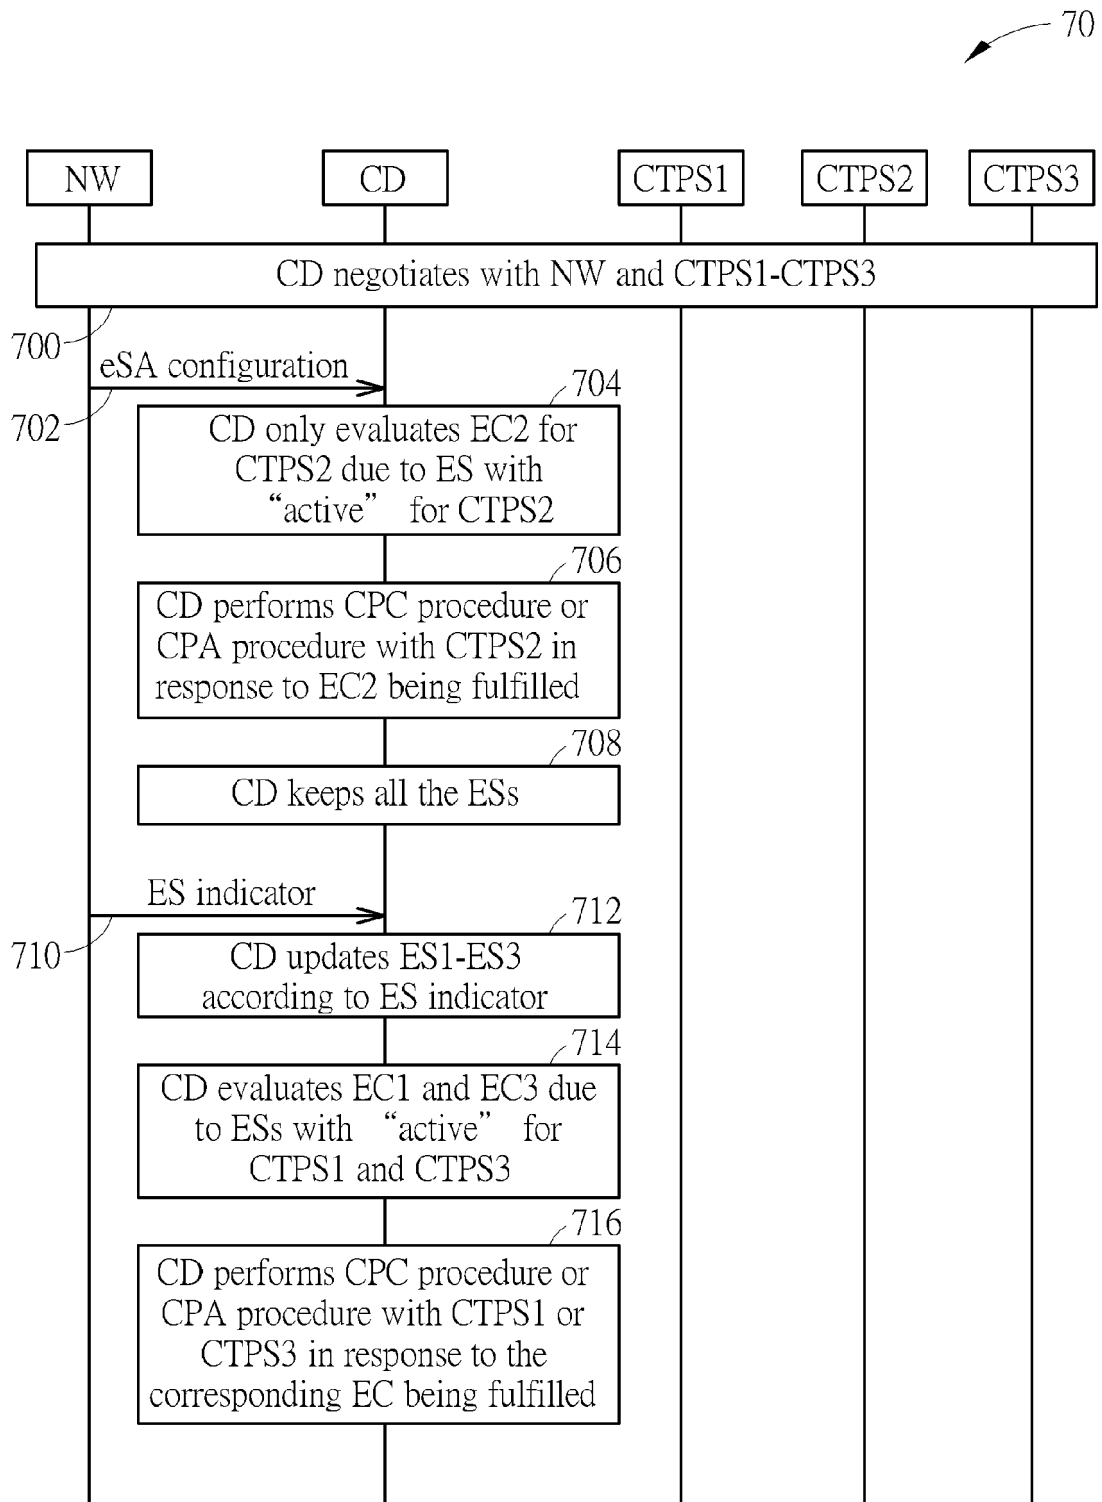 70
NW
CD
CTPS1
CTPS2
CTPS3
CD negotiates with NW and CTPS1-CTPS3
700
eSA configuration
702
704
CD only evaluates EC2 for
CTPS2 due to ES with
“active” for CTPS2
706
CD performs CPC procedure or
CPA procedure with CTPS2 in
response to EC2 being fulfilled
708
CD keeps all the ESs
ES indicator
710
712
CD updates ES1-ES3
according to ES indicator
714
CD evaluates EC1 and EC3 due
to ESs with “active” for
CTPS1 and CTPS3
716
CD performs CPC procedure or
CPA procedure with CTPS1 or
CTPS3 in response to the
corresponding EC being fulfilled